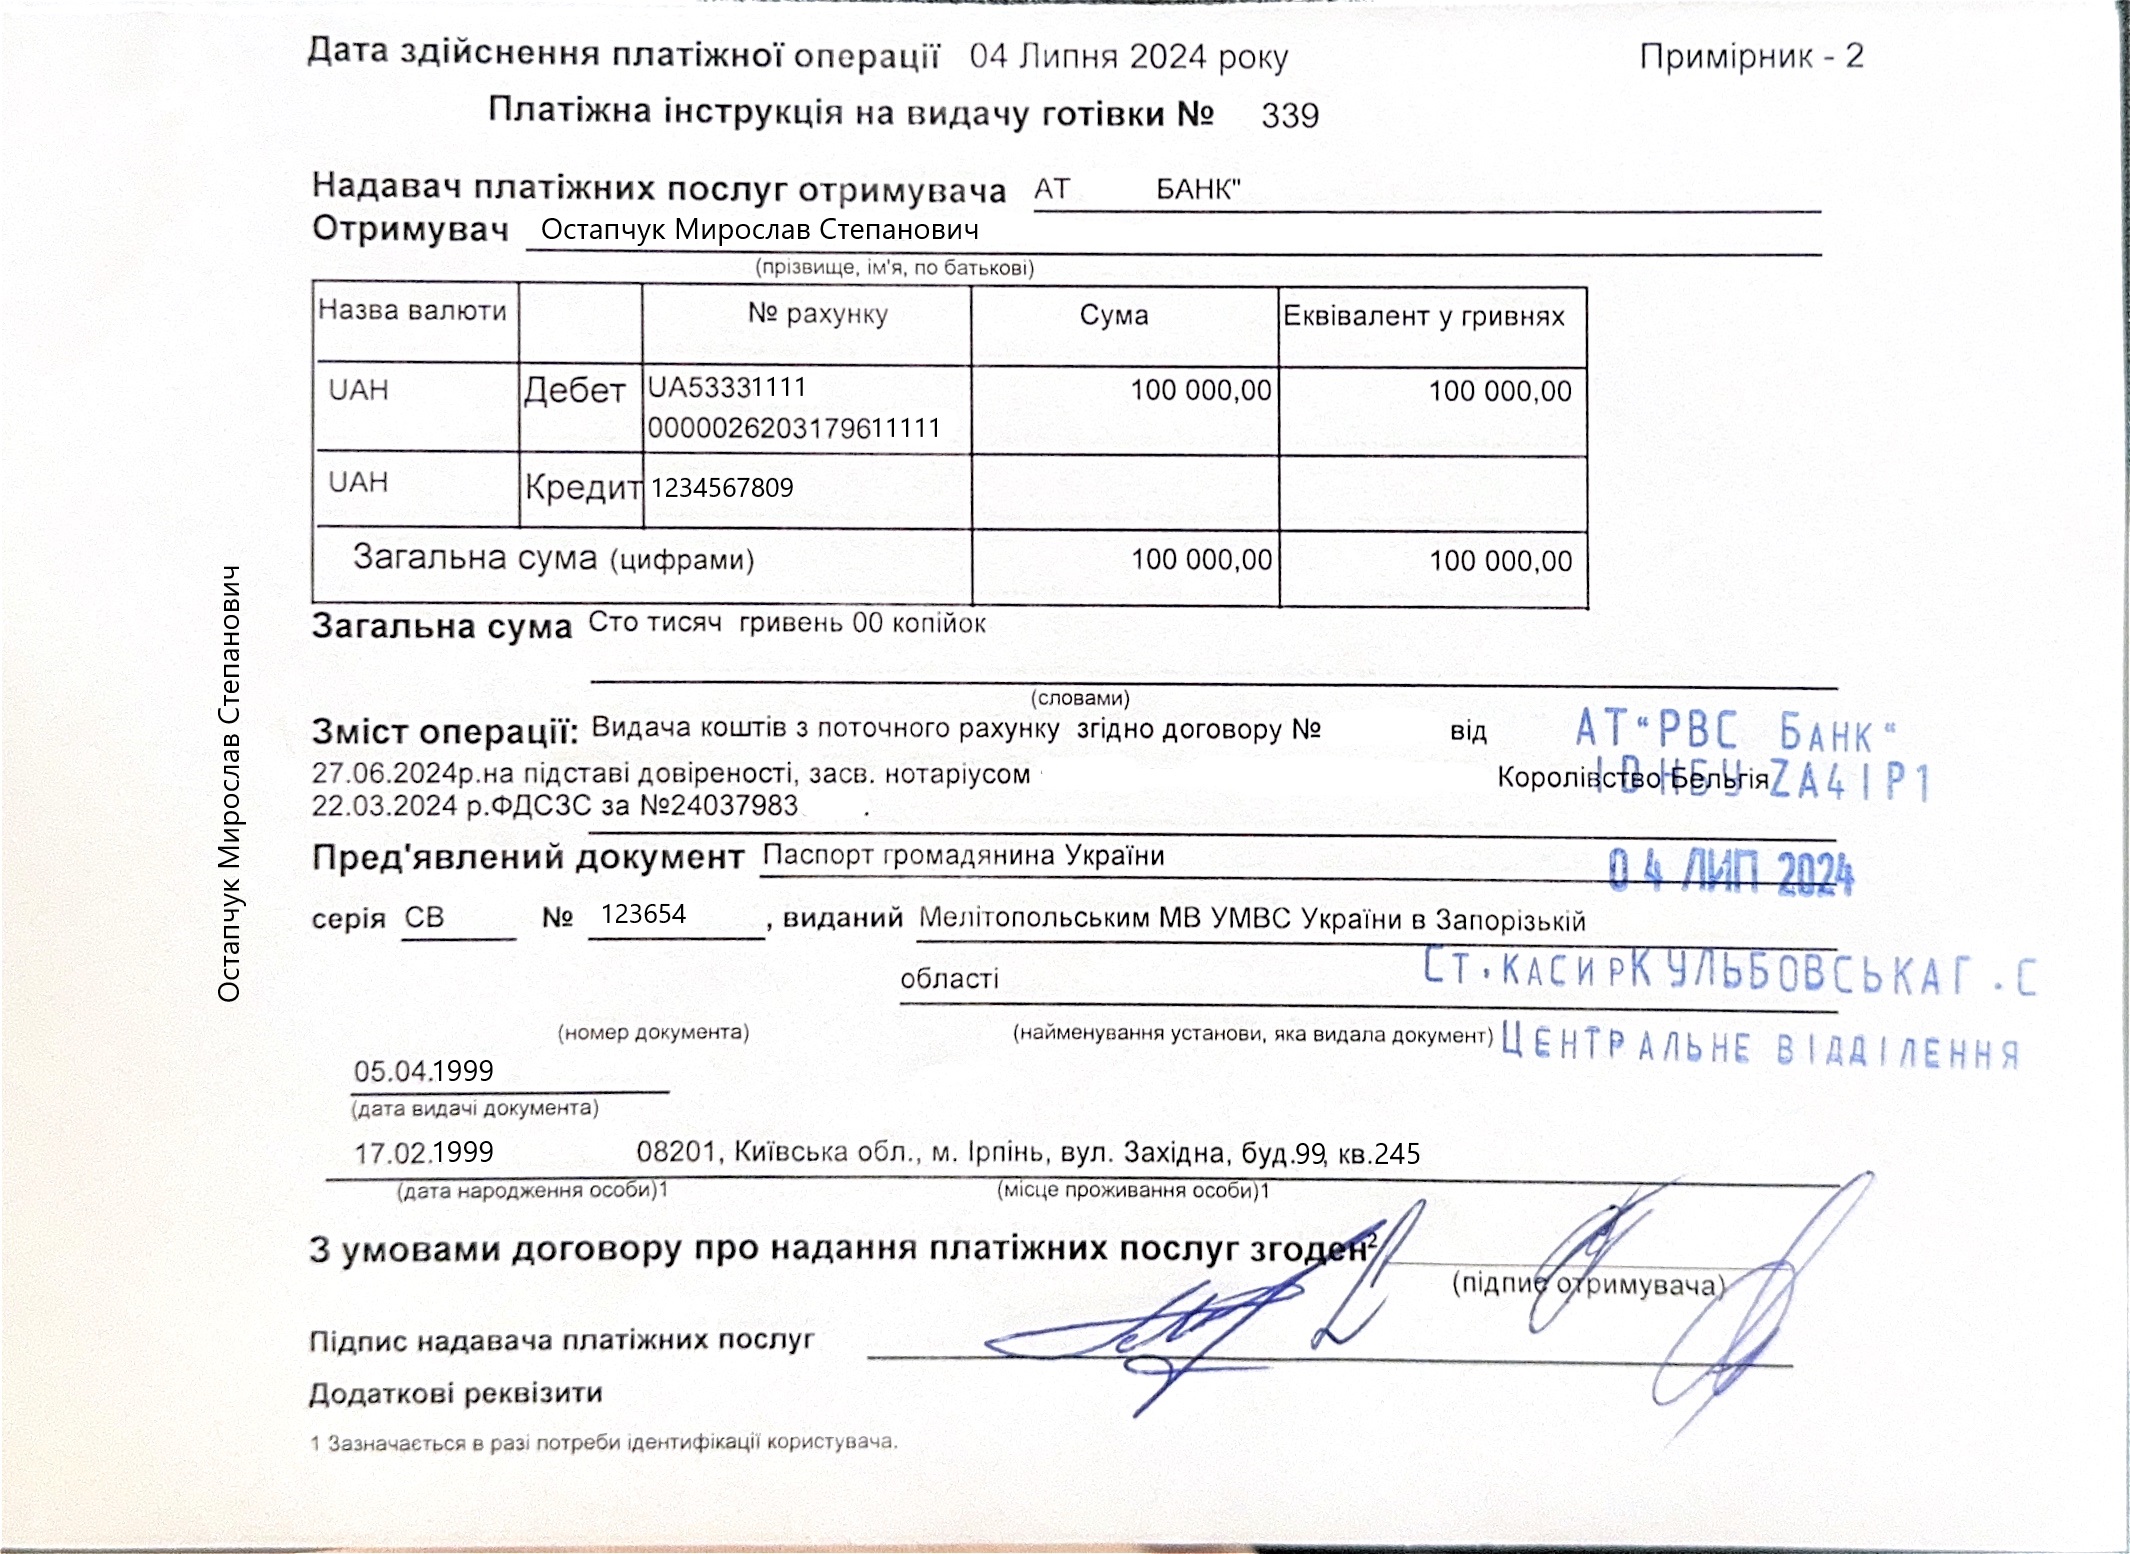 Дата здійснення платіжної операції 04 Липня 2024 року Примірник - 2
Платіжна інструкція на видачу готівки № 339
Надавач платіжних послуг отримувача АТ БАНК"
Отримувач Остапчук Мирослав Степанович
(прізвище, ім'я, по батькові)
Назва валюти № рахунку Сума Еквівалент у гривнях
UAH Дебет UA53331111 100 000,00 100 000,00
0000026203179611111
UAH Кредит 1234567809
Загальна сума (цифрами) 100 000,00 100 000,00
Загальна сума Сто тисяч гривень 00 копійок
(словами)
Зміст операції: Видача коштів з поточного рахунку згідно договору № від
АТ "РВС БАНК"
27.06.2024р.на підставі довіреності, засв. нотаріусом Королівство Бельгія
ID НБУ ZA4IP1
22.03.2024 р.ФДСЗС за №24037983 .
Пред'явлений документ Паспорт громадянина України
04 ЛИП 2024
серія СВ № 123654 , виданий Мелітопольським МВ УМВС України в Запорізькій
області
СТ.КАСИР КУЛЬБОВСЬКА Г.С
(номер документа) (найменування установи, яка видала документ)
ЦЕНТРАЛЬНЕ ВІДДІЛЕННЯ
05.04.1999
(дата видачі документа)
17.02.1999 08201, Київська обл., м. Ірпінь, вул. Західна, буд.99, кв.245
(дата народження особи)1 (місце проживання особи)1
З умовами договору про надання платіжних послуг згоден2
(підпис отримувача)
Підпис надавача платіжних послуг
Додаткові реквізити
1 Зазначається в разі потреби ідентифікації користувача.
Остапчук Мирослав Степанович